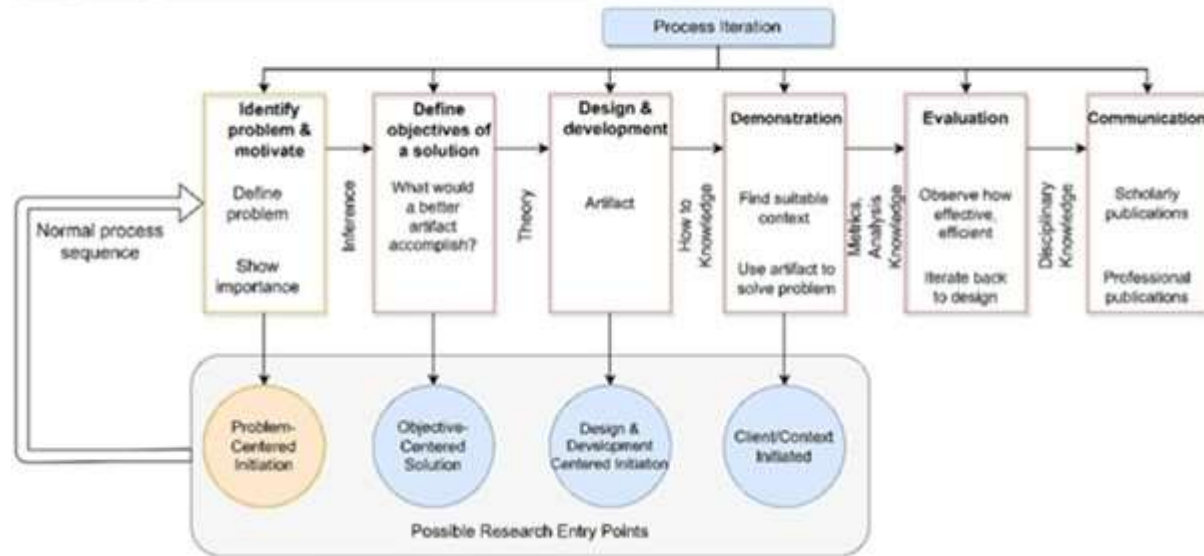 Process Iteration
Identify
problem &
motivate
Define
problem
Show
importance
Inference
Define
objectives of
a solution
What would
a better
artifact
accomplish?
Theory
Design &
development
Artifact
How to
Knowledge
Demonstration
Find suitable
context
Use artifact to
solve problem
Metrics,
Analysis
Knowledge
Evaluation
Observe how
effective,
efficient
Iterate back
to design
Disciplinary
Knowledge
Communication
Scholarly
publications
Professional
publications
Normal process
sequence
Problem-
Centered
Initiation
Objective-
Centered
Solution
Design &
Development
Centered Initiation
Client/Context
Initiated
Possible Research Entry Points